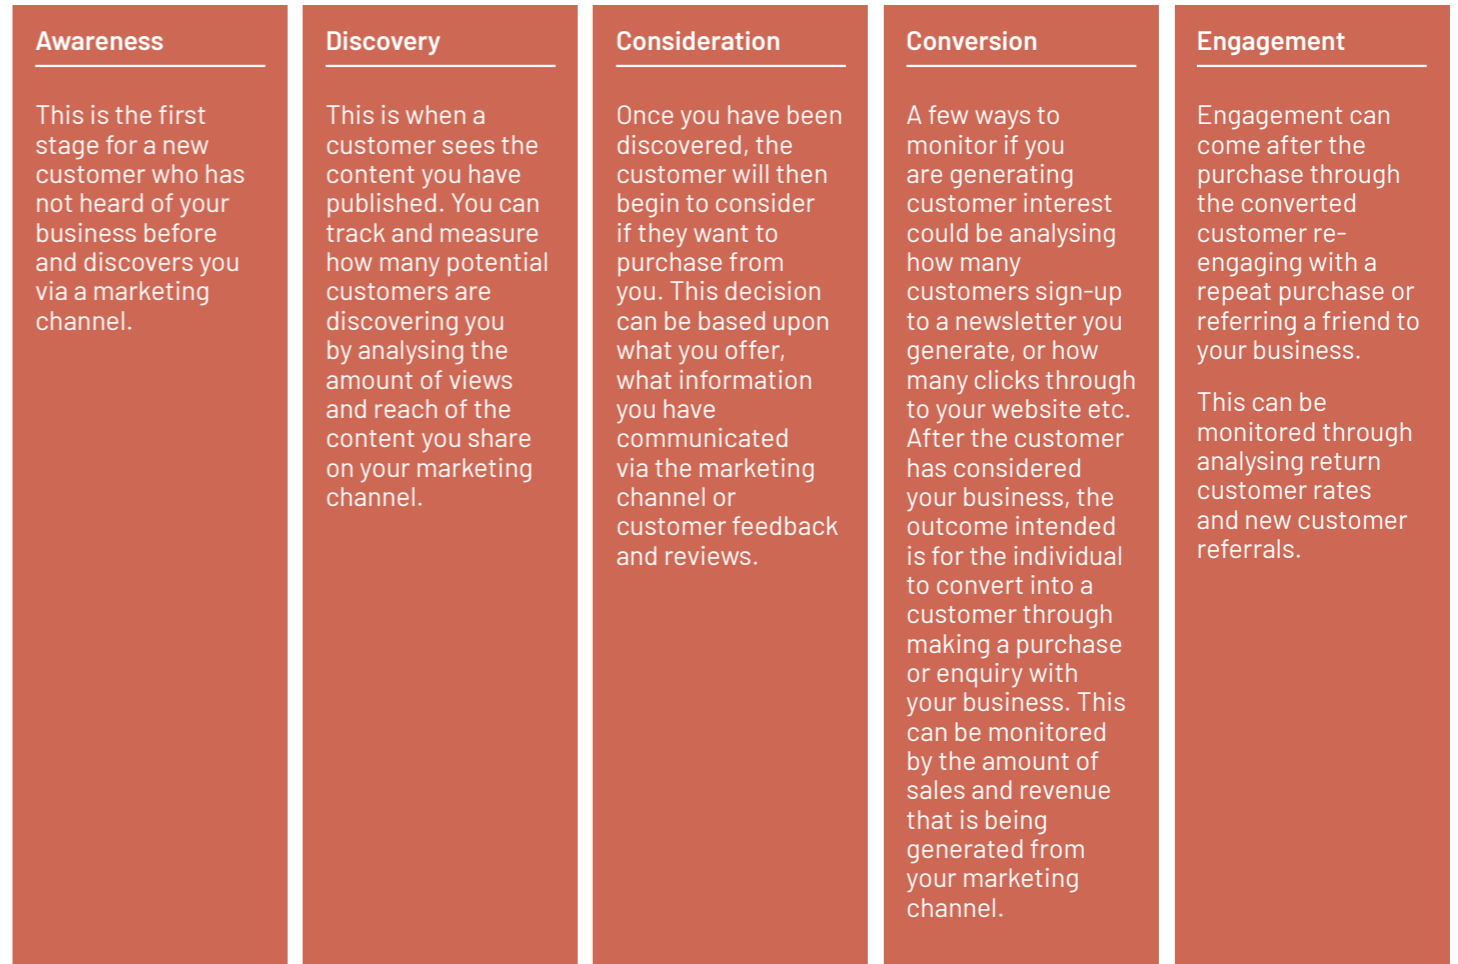 Awareness
This is the first
stage for a new
customer who has
not heard of your
business before
and discovers you
via a marketing
channel.
Discovery
This is when a
customer sees the
content you have
published. You can
track and measure
how many potential
customers are
discovering you
by analysing the
amount of views
and reach of the
content you share
on your marketing
channel.
Consideration
Once you have been
discovered, the
customer will then
begin to consider
if they want to
purchase from
you. This decision
can be based upon
what you offer,
what information
you have
communicated
via the marketing
channel or
customer feedback
and reviews.
Conversion
A few ways to
monitor if you
are generating
customer interest
could be analysing
how many
customers sign-up
to a newsletter you
generate, or how
many clicks through
to your website etc.
After the customer
has considered
your business, the
outcome intended
is for the individual
to convert into a
customer through
making a purchase
or enquiry with
your business. This
can be monitored
by the amount of
sales and revenue
that is being
generated from
your marketing
channel.
Engagement
Engagement can
come after the
purchase through
the converted
customer re-
engaging with a
repeat purchase or
referring a friend to
your business.
This can be
monitored through
analysing return
customer rates
and new customer
referrals.